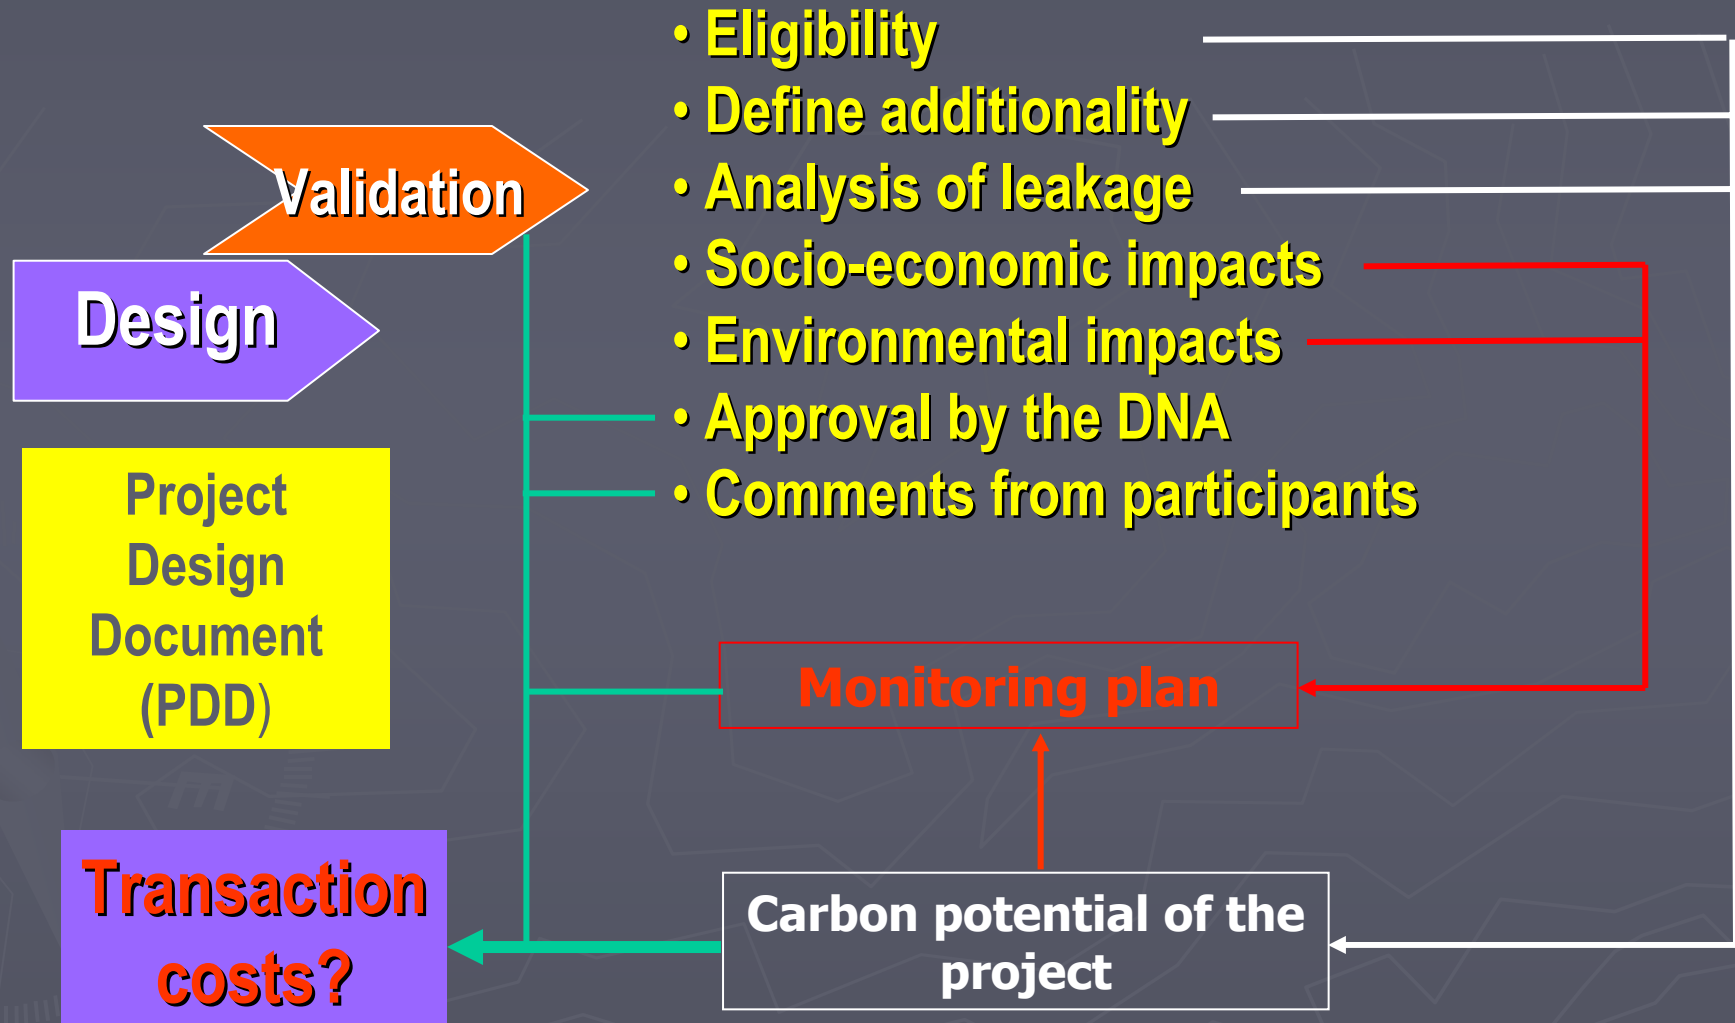 • Eligibility
• Define additionality
• Analysis of leakage
• Socio-economic impacts
• Environmental impacts
• Approval by the DNA
• Comments from participants
Validation
Design
Project
Design
Document
(PDD)
Monitoring plan
Transaction
costs?
Carbon potential of the
project